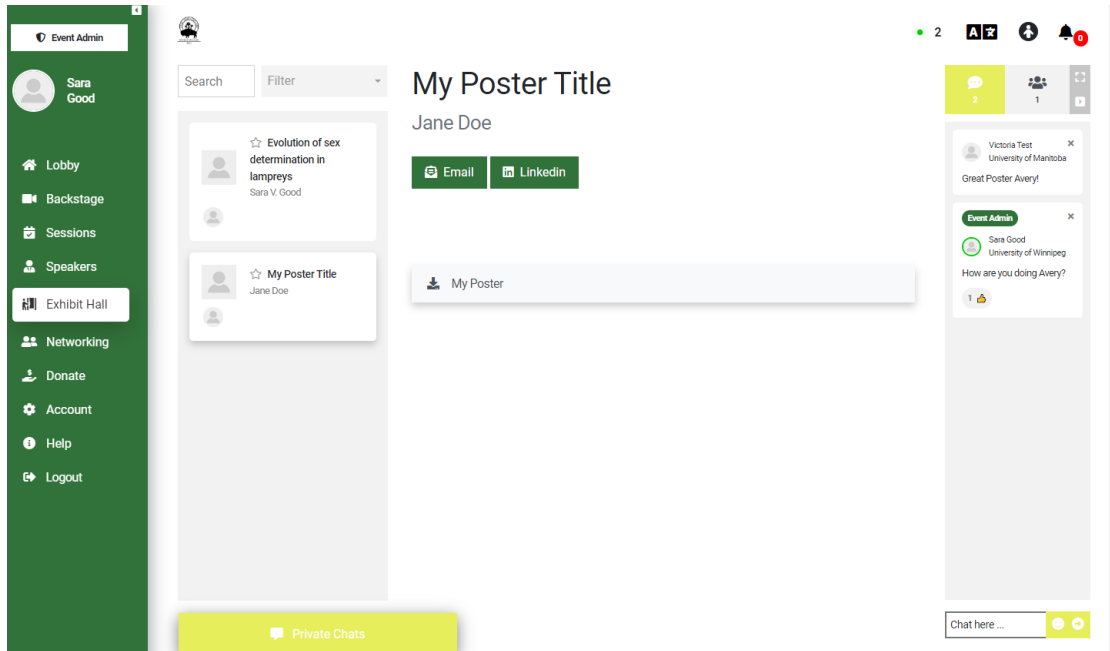 Event Admin
Sara
Good
Lobby
Backstage
Sessions
Speakers
Exhibit Hall
Networking
Donate
Account
Help
Logout
2
A
0
Search
Filter
Evolution of sex
determination in
lampreys
Sara V. Good
My Poster Title
Jane Doe
Private Chats
My Poster Title
Jane Doe
Email
in Linkedin
My Poster
2
1
Victoria Test
University of Manitoba
Great Poster Avery!
Event Admin
Sara Good
University of Winnipeg
How are you doing Avery?
1
Chat here ...